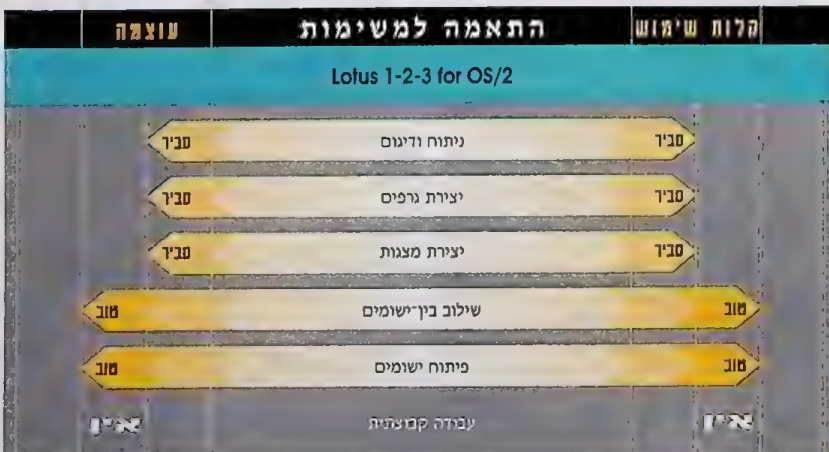 קלות שימוש התאמה למשימות עוצמה
Lotus 1-2-3 for OS/2
סביר ניתוח ודיגום סביר
סביר יצירת גרפים סביר
סביר יצירת מצגות סביר
טוב שילוב בין־ישומים טוב
טוב פיתוח ישומים טוב
אין עבודה קבוצתית אין